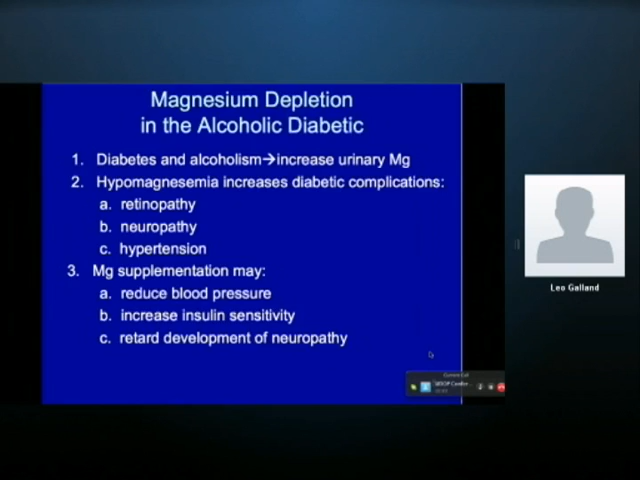 Magnesium Depletion
in the Alcoholic Diabetic
1. Diabetes and alcoholism→increase urinary Mg
2. Hypomagnesemia increases diabetic complications:
a. retinopathy
b. neuropathy
c. hypertension
3. Mg supplementation may:
a. reduce blood pressure
b. increase insulin sensitivity
c. retard development of neuropathy
Leo Galland